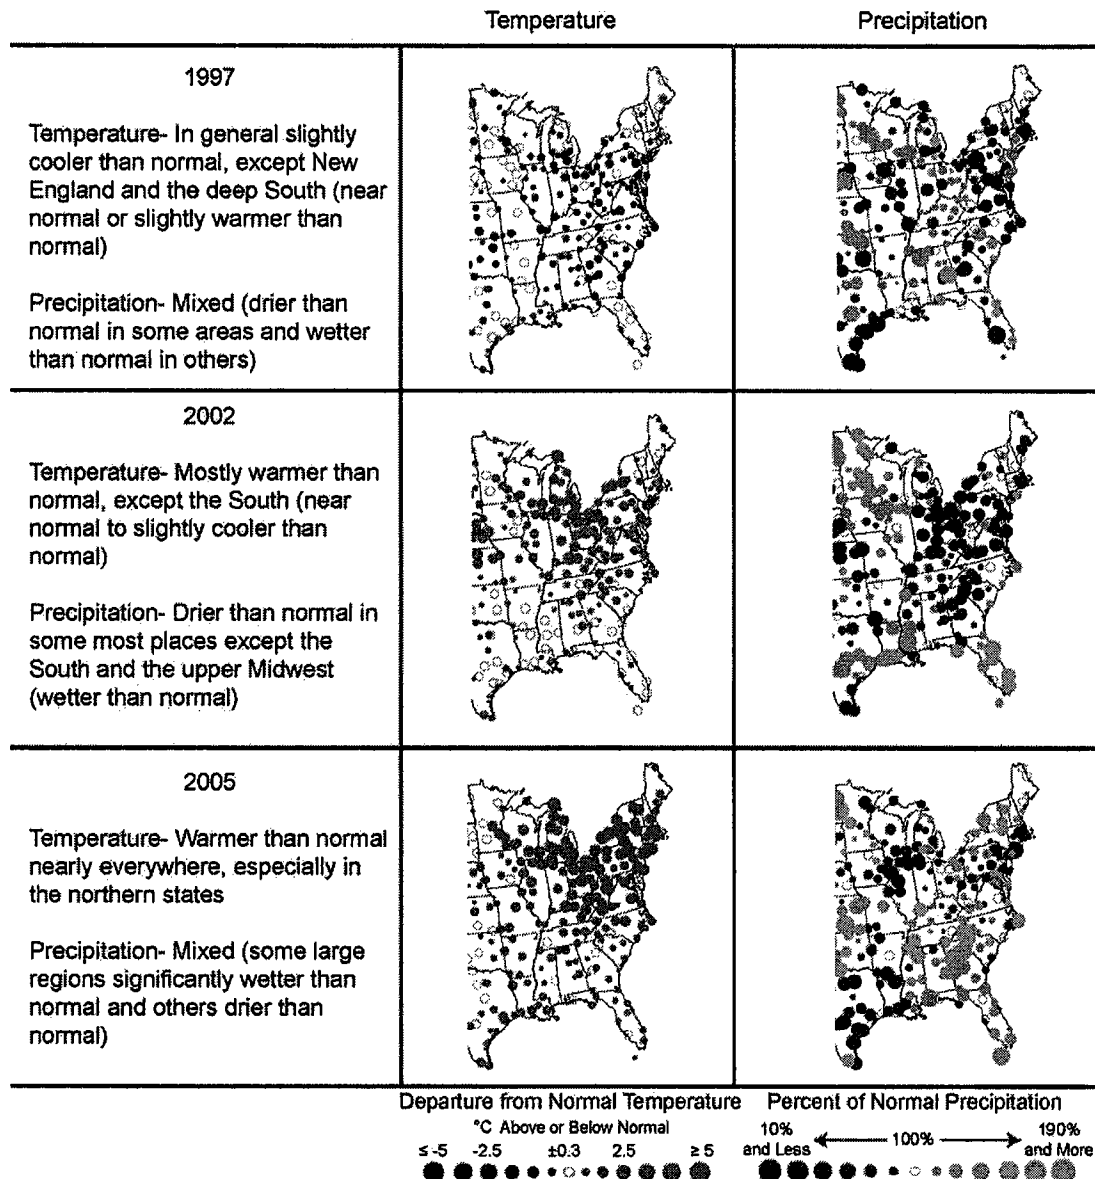 Temperature
Precipitation
1997
Temperature- In general slightly
cooler than normal, except New
England and the deep South (near
normal or slightly warmer than
normal)
Precipitation- Mixed (drier than
normal in some areas and wetter
than normal in others)
2002
Temperature- Mostly warmer than
normal, except the South (near
normal to slightly cooler than
normal)
Precipitation- Drier than normal in
some most places except the
South and the upper Midwest
(wetter than normal)
2005
Temperature- Warmer than normal
nearly everywhere, especially in
the northern states
Precipitation- Mixed (some large
regions significantly wetter than
normal and others drier than
normal)
Departure from Normal Temperature
°C Above or Below Normal
≤ -5 -2.5 ±0.3 2.5 ≥ 5
Percent of Normal Precipitation
10% and Less 100% 190% and More